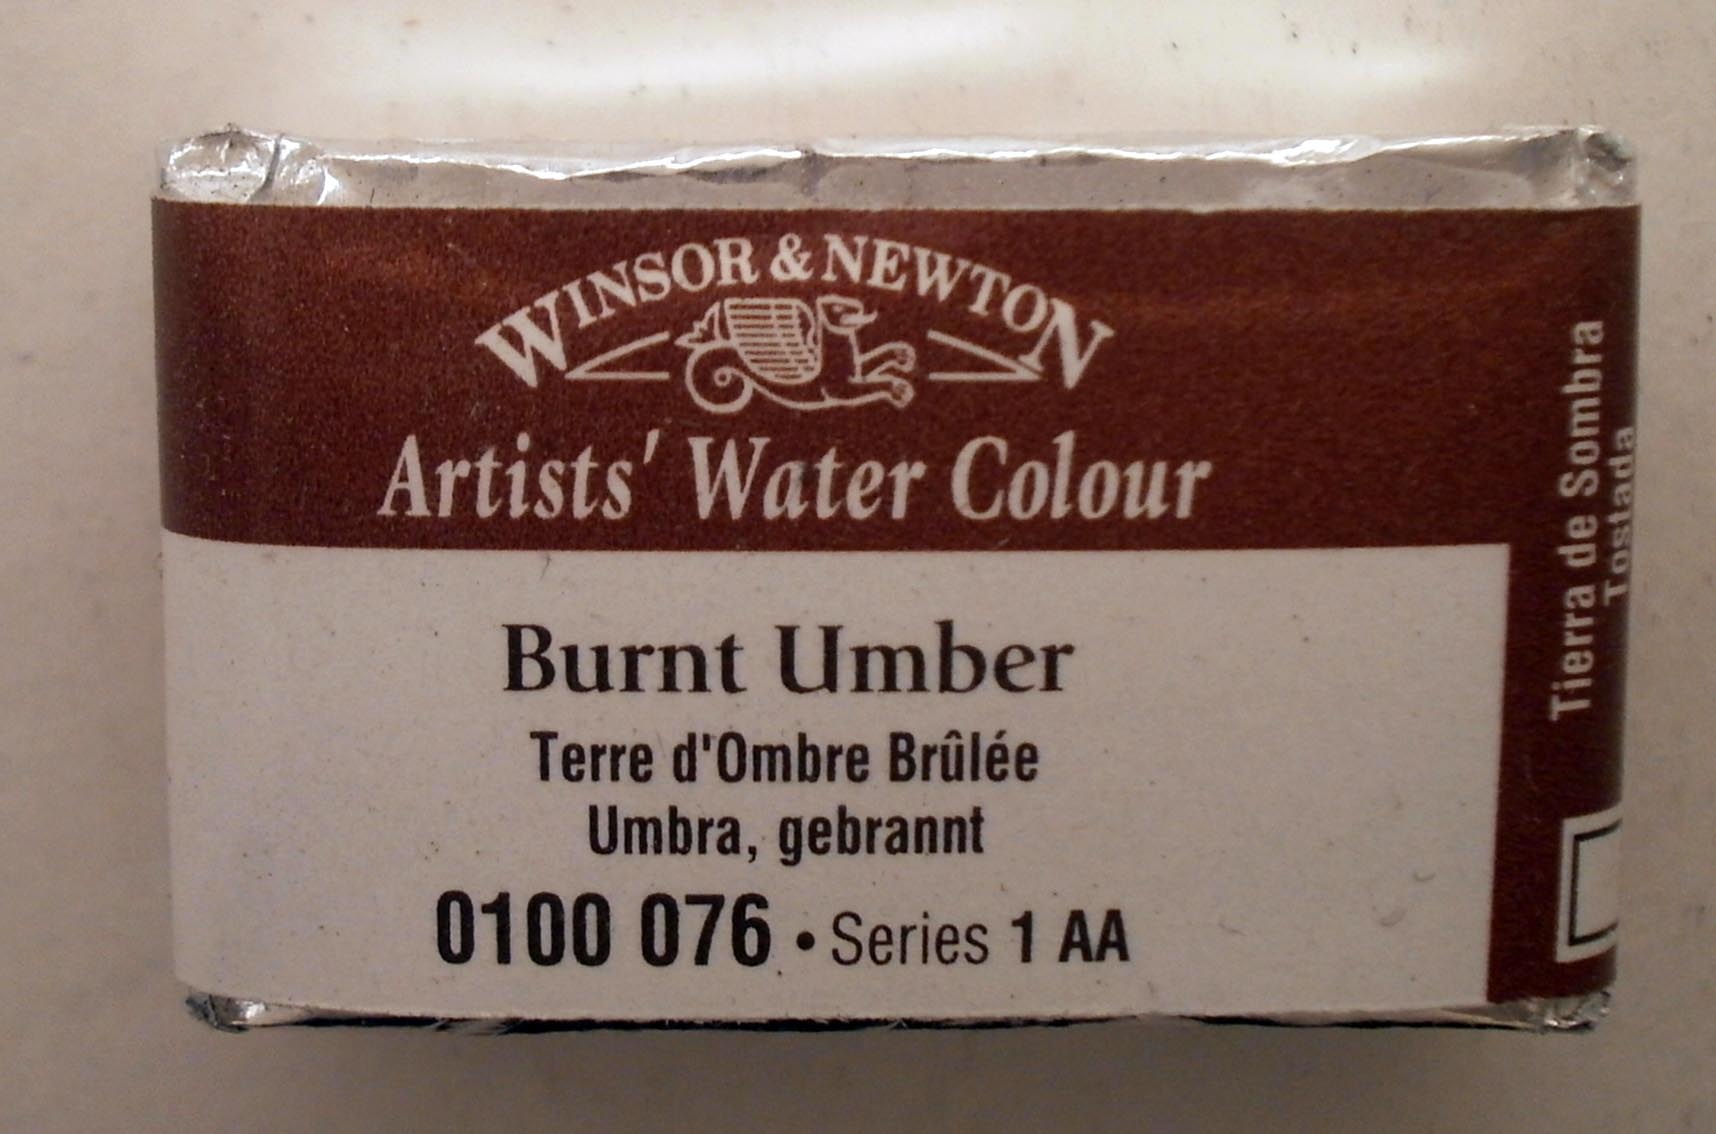 WINSOR & NEWTON
Artists' Water Colour
Burnt Umber
Terre d'Ombre Brûlée
Umbra, gebrannt
0100 076 • Series 1 AA
Tierra de Sombra
Tostada